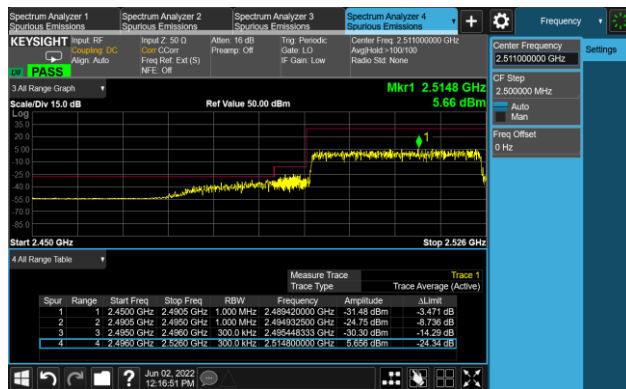 Spectrum Analyzer 1
Spurious Emissions
Spectrum Analyzer 2
Spurious Emissions
Spectrum Analyzer 3
Spurious Emissions
Spectrum Analyzer 4
Spurious Emissions
Frequency
KEYSIGHT
PASS
Input: RF
Coupling: DC
Align: Auto
Input Z: 50 Ω
Corr CCorr
Freq Ref: Ext (S)
NFE: Off
Atten: 16 dB
Preamp: Off
Trig: Periodic
Gate: LO
IF Gain: Low
Center Freq: 2.511000000 GHz
Avg|Hold:>100/100
Radio Std: None
Center Frequency
2.511000000 GHz
Settings
CF Step
2.500000 MHz
Auto
Man
Freq Offset
0 Hz
3 All Range Graph
Mkr1 2.5148 GHz
Scale/Div 15.0 dB
Ref Value 50.00 dBm
5.66 dBm
Log
35.0
20.0
5.00
-10.0
-25.0
-40.0
-55.0
-70.0
-85.0
1
Start 2.450 GHz
Stop 2.526 GHz
4 All Range Table
Measure Trace Trace 1
Trace Type Trace Average (Active)
Spur Range Start Freq Stop Freq RBW Frequency Amplitude ΔLimit
1 1 2.4500 GHz 2.4905 GHz 1.000 MHz 2.489420000 GHz -31.48 dBm -3.471 dB
2 2 2.4905 GHz 2.4950 GHz 1.000 MHz 2.494932500 GHz -24.75 dBm -8.736 dB
3 3 2.4950 GHz 2.4960 GHz 300.0 kHz 2.495448333 GHz -30.30 dBm -14.29 dB
4 4 2.4960 GHz 2.5260 GHz 300.0 kHz 2.514800000 GHz 5.656 dBm -24.34 dB
Jun 02, 2022
12:16:51 PM